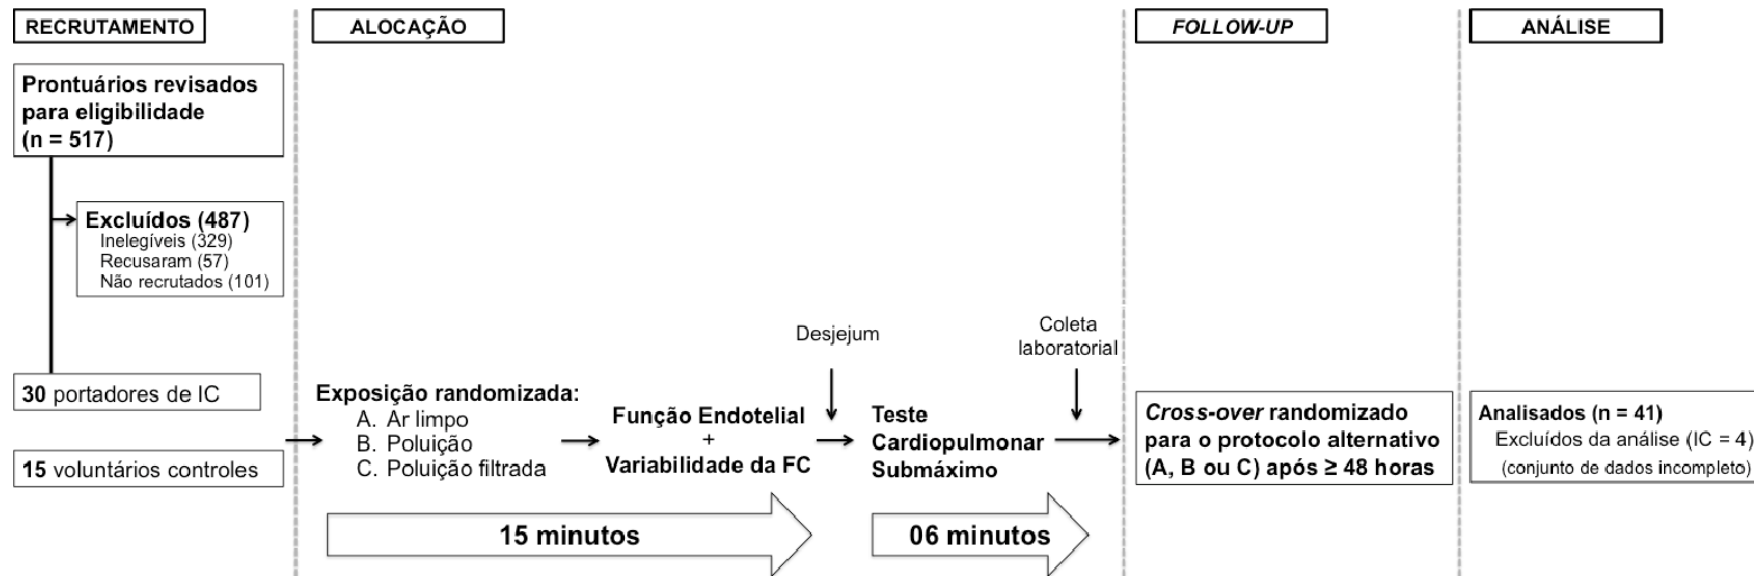 RECRUTAMENTO
Prontuários revisados
para eligibilidade
(n = 517)
Excluídos (487)
Inelegíveis (329)
Recusaram (57)
Não recrutados (101)
30 portadores de IC
15 voluntários controles
ALOCAÇÃO
Exposição randomizada:
A. Ar limpo
B. Poluição
C. Poluição filtrada
Função Endotelial
+
Variabilidade da FC
Desjejum
Teste
Cardiopulmonar
Submáximo
Coleta
laboratorial
15 minutos
06 minutos
FOLLOW-UP
Cross-over randomizado
para o protocolo alternativo
(A, B ou C) após ≥ 48 horas
ANÁLISE
Analisados (n = 41)
Excluídos da análise (IC = 4)
(conjunto de dados incompleto)